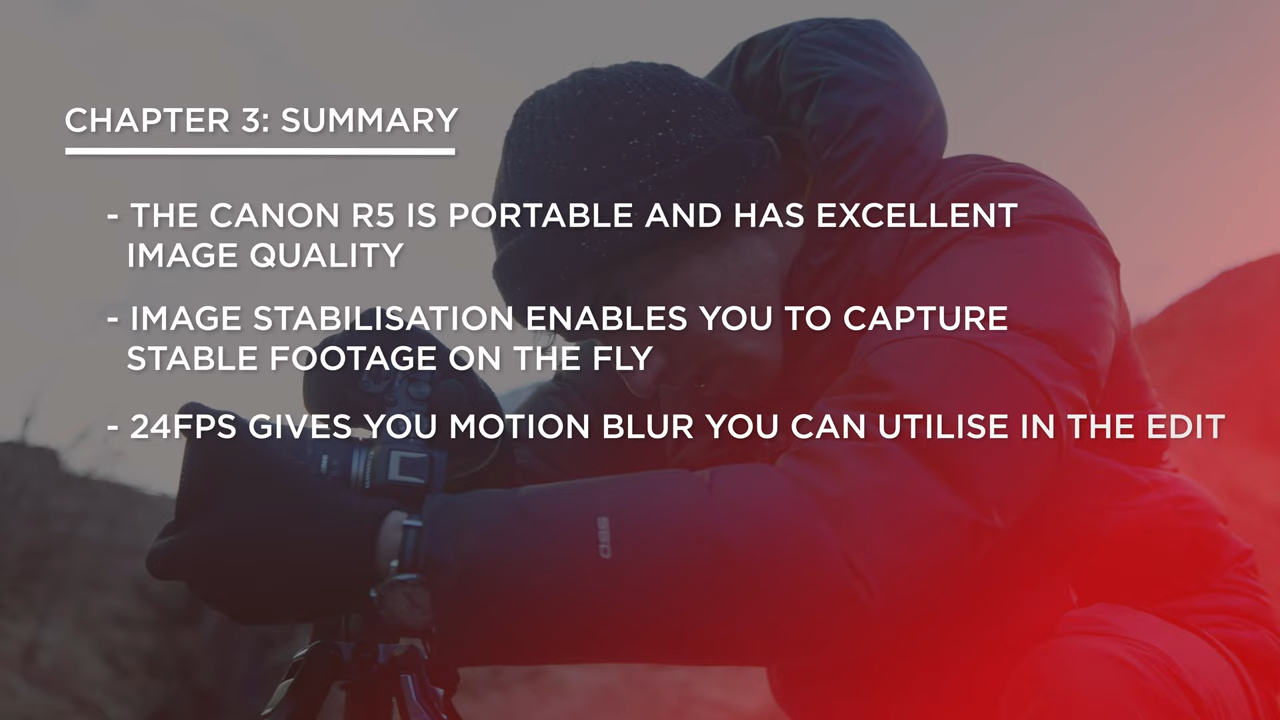 CHAPTER 3: SUMMARY
- THE CANON R5 IS PORTABLE AND HAS EXCELLENT
IMAGE QUALITY
- IMAGE STABILISATION ENABLES YOU TO CAPTURE
STABLE FOOTAGE ON THE FLY
- 24FPS GIVES YOU MOTION BLUR YOU CAN UTILISE IN THE EDIT